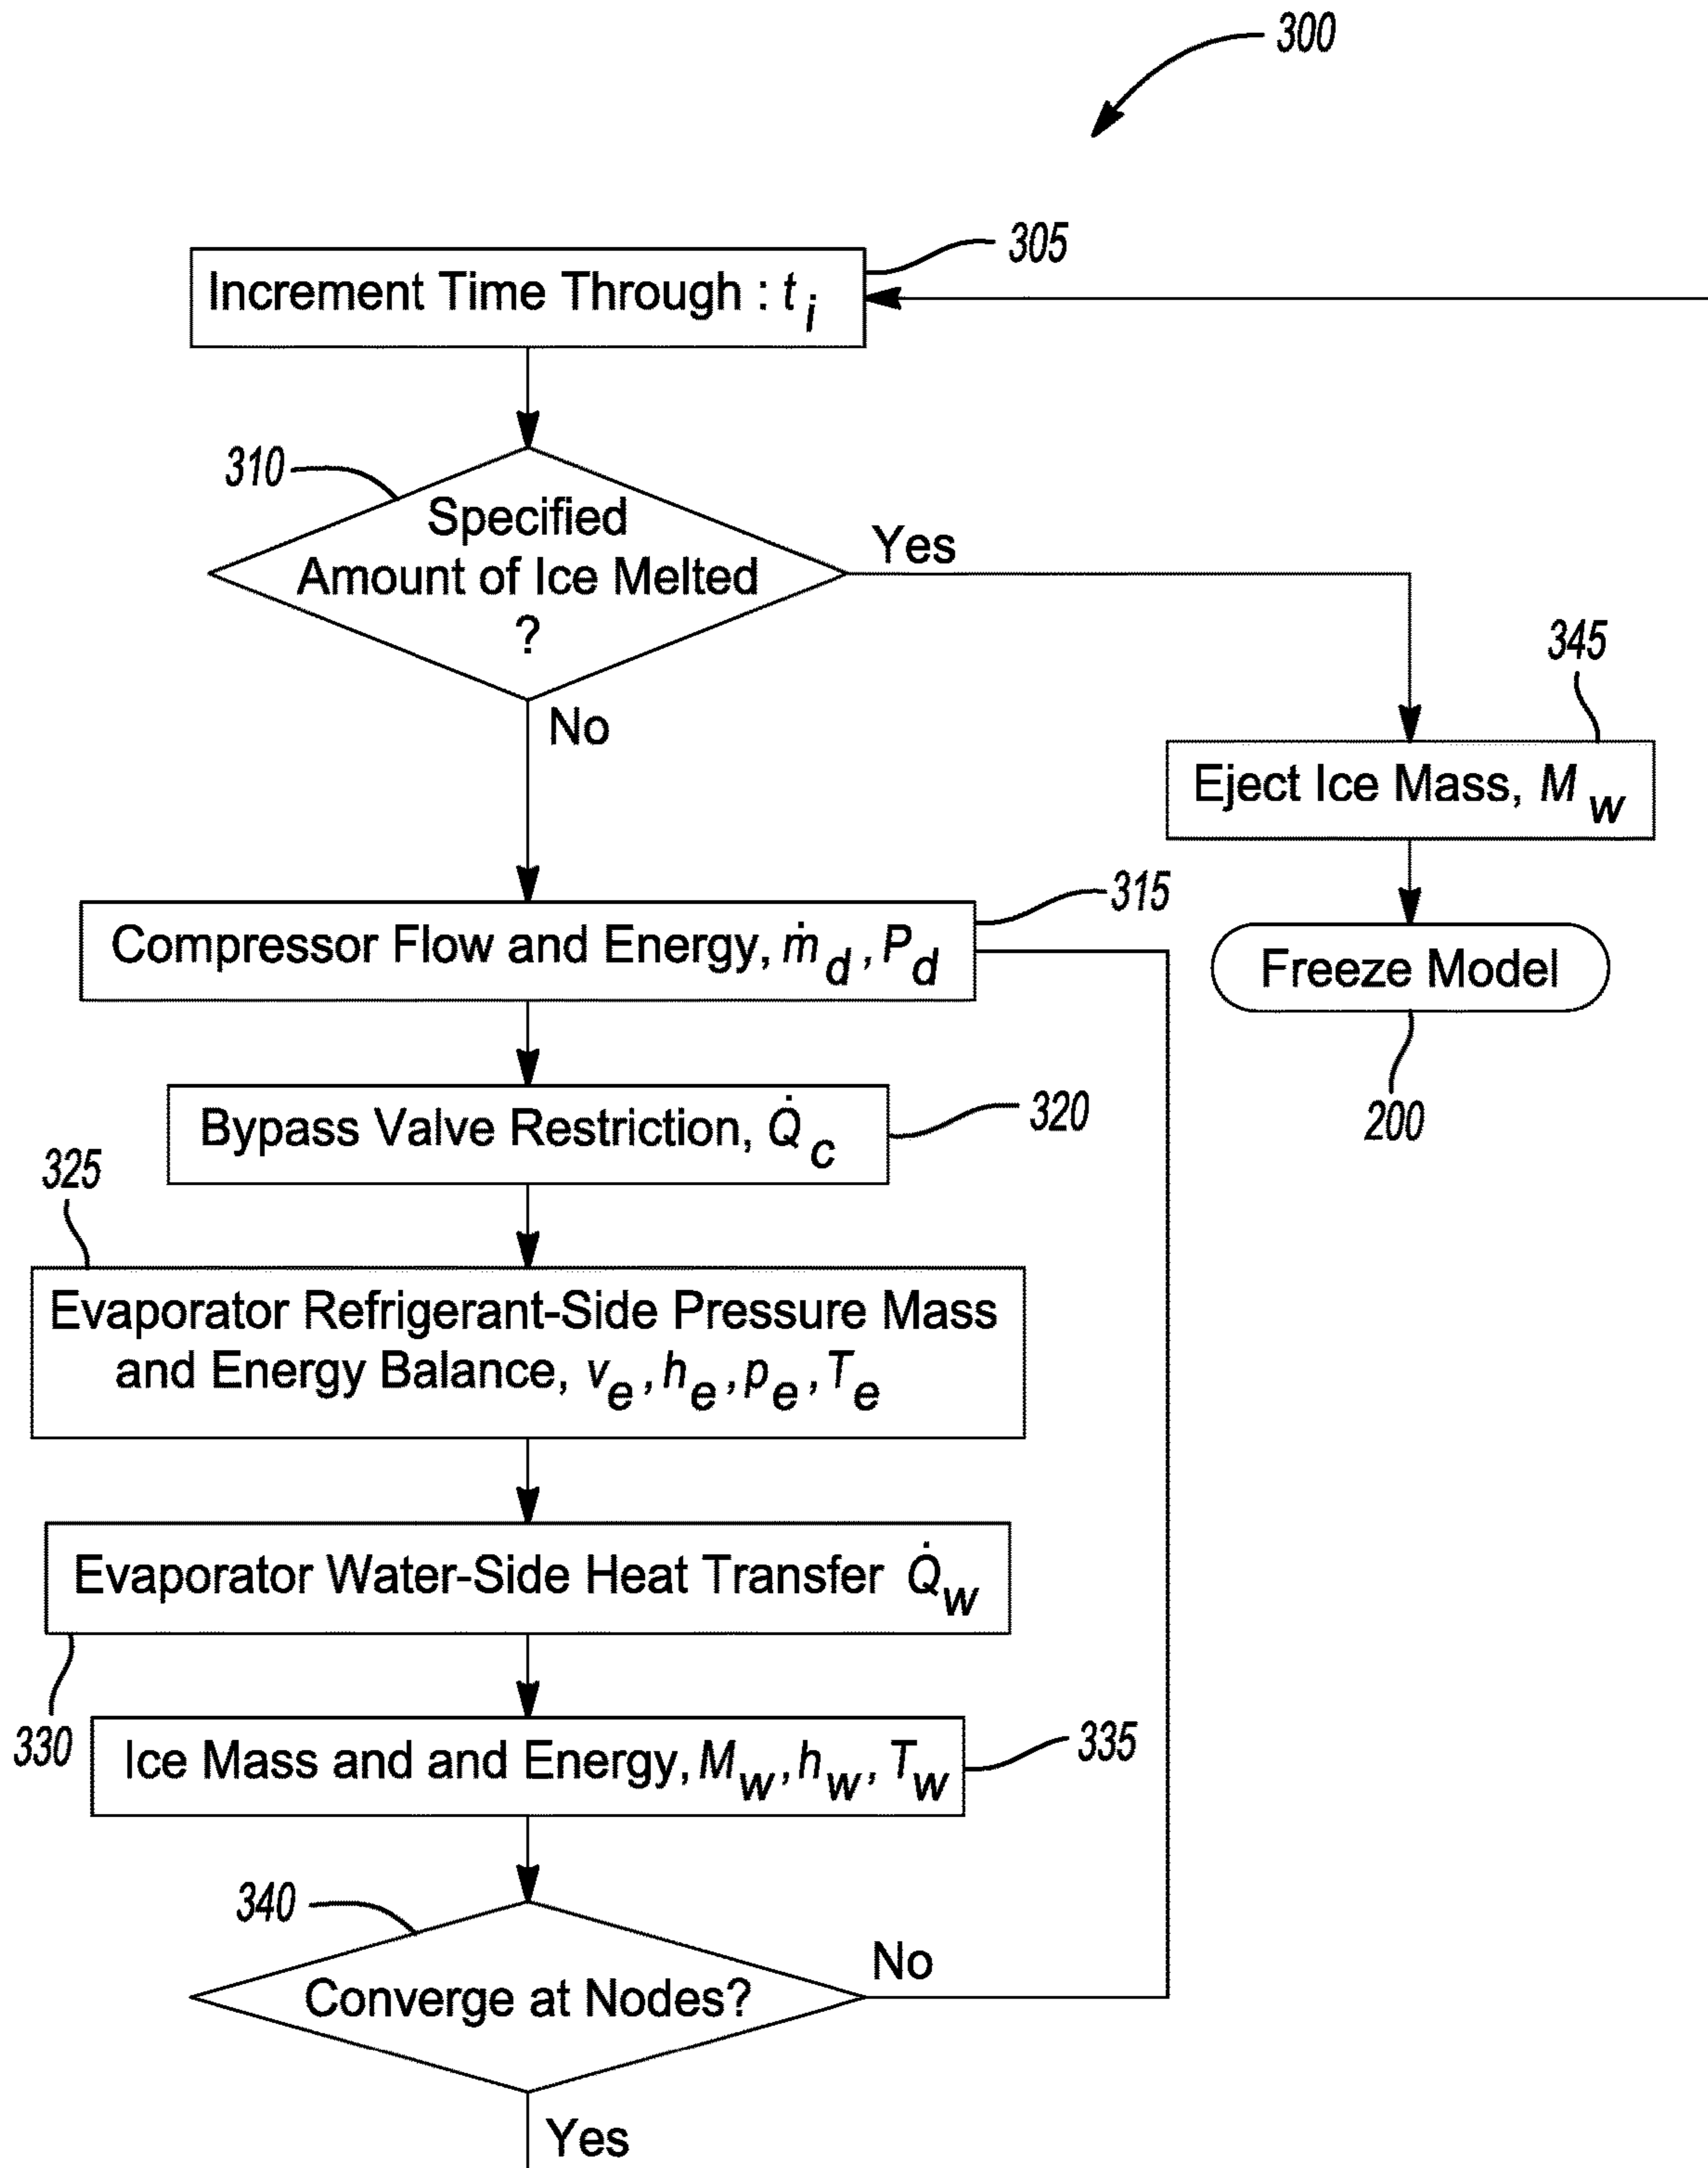 300
305
Increment Time Through : t i
310
Specified
Amount of Ice Melted
?
Yes
No
345
Eject Ice Mass, M w
315
Compressor Flow and Energy, ṁ d , P d
Freeze Model
200
320
Bypass Valve Restriction, Q̇ c
325
Evaporator Refrigerant-Side Pressure Mass
and Energy Balance, v e , h e , p e , T e
Evaporator Water-Side Heat Transfer Q̇ w
330
335
Ice Mass and and Energy, M w , h w , T w
340
No
Converge at Nodes?
Yes